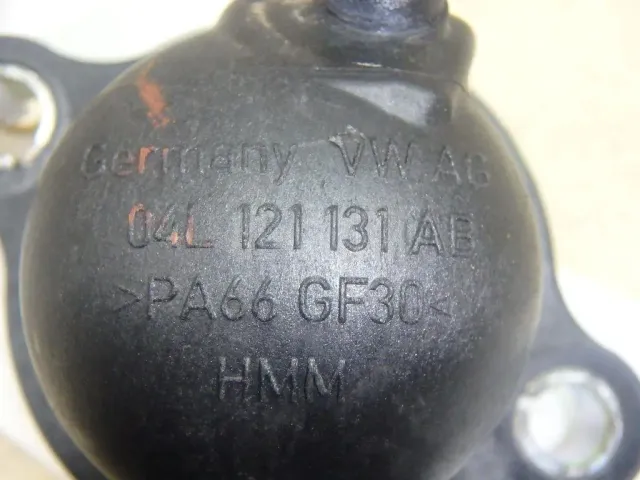 Germany VW AG
04L 121 131 AB
>PA66 GF30<
HMM